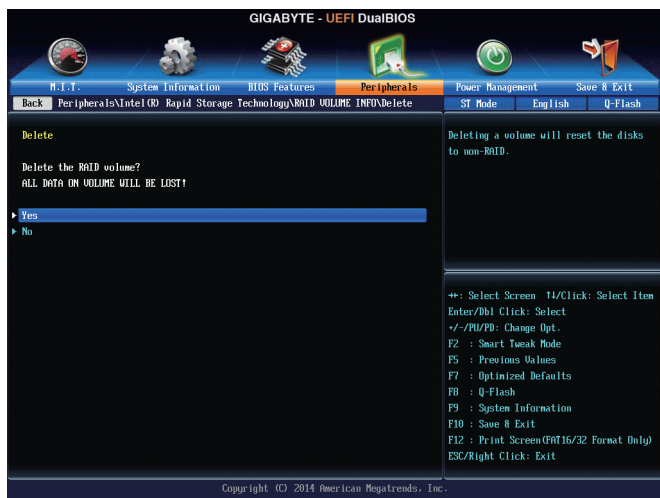 GIGABYTE - UEFI DualBIOS
M.I.T.
System Information
BIOS Features
Peripherals
Power Management
Save & Exit
Back
Peripherals\Intel(R) Rapid Storage Technology\RAID VOLUME INFO\Delete
ST Mode
English
Q-Flash
Delete
Delete the RAID volume?
ALL DATA ON VOLUME WILL BE LOST!
Yes
No
Deleting a volume will reset the disks
to non-RAID.
→←: Select Screen ↑↓/Click: Select Item
Enter/Dbl Click: Select
+/-/PU/PD: Change Opt.
F2 : Smart Tweak Mode
F5 : Previous Values
F7 : Optimized Defaults
F8 : Q-Flash
F9 : System Information
F10 : Save & Exit
F12 : Print Screen(FAT16/32 Format Only)
ESC/Right Click: Exit
Copyright (C) 2014 American Megatrends, Inc.